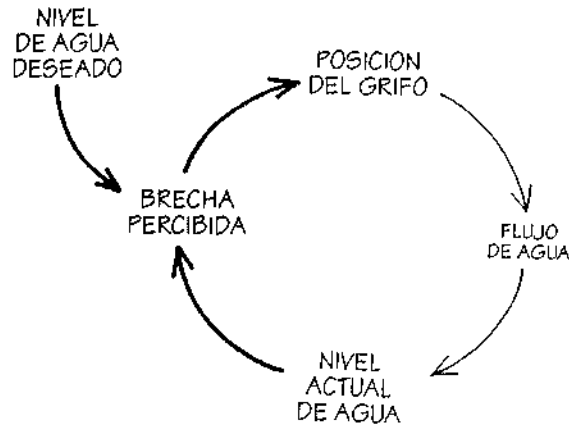 NIVEL
DE AGUA
DESEADO
POSICION
DEL GRIFO
BRECHA
PERCIBIDA
FLUJO
DE AGUA
NIVEL
ACTUAL
DE AGUA